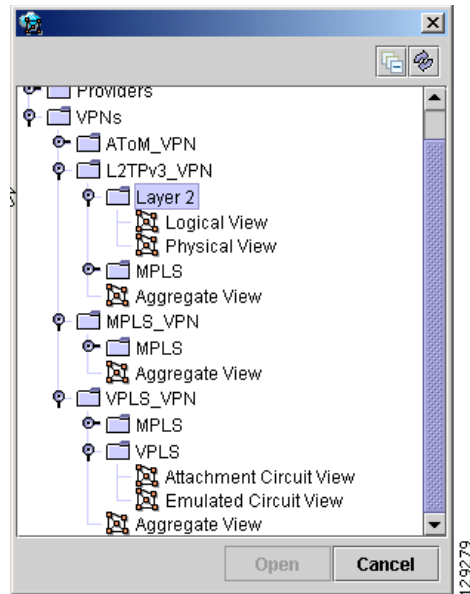 Providers
VPNs
AToM_VPN
L2TPv3_VPN
Layer 2
Logical View
Physical View
MPLS
Aggregate View
MPLS_VPN
MPLS
Aggregate View
VPLS_VPN
MPLS
VPLS
Attachment Circuit View
Emulated Circuit View
Aggregate View
Open
Cancel
129279